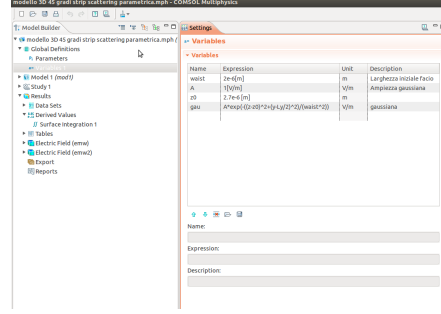 modello 3D 45 gradi strip scattering parametrica.mph - COMSOL Multiphysics
Model Builder
modello 3D 45 gradi strip scattering parametrica.mph (
Global Definitions
Parameters
Model 1 (mod1)
Study 1
Results
Data Sets
Derived Values
Surface Integration 1
Tables
Electric Field (emw)
Electric Field (emw2)
Export
Reports
Settings
Variables
Variables
Name Expression Unit Description
waist 2e-6[m] m Larghezza iniziale facio
A 1[V/m] V/m Ampiezza gaussiana
z0 2.7e-6 [m] m
gau A*exp(-((z-z0)^2+(y-Ly/2)^2)/(waist^2)) V/m gaussiana
Name:
Expression:
Description: